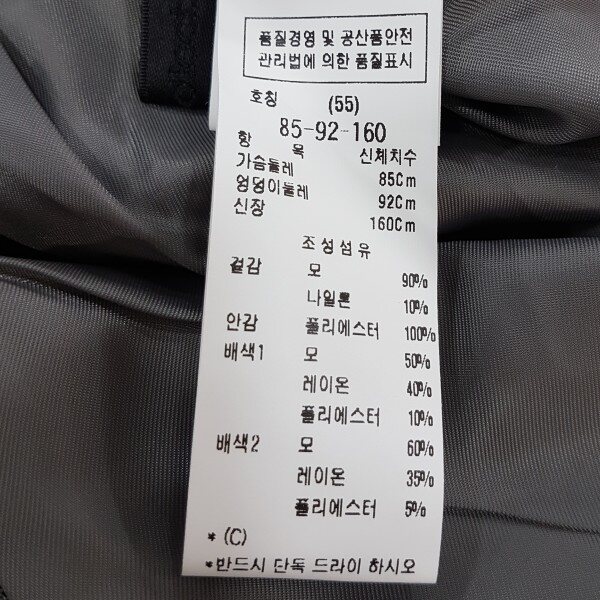 품질경영 및 공산품안전
관리법에 의한 품질표시
호칭 (55)
85-92-160
항 목 신체치수
가슴둘레 85Cm
엉덩이둘레 92Cm
신장 160Cm
조성섬유
겉감 모 90%
나일론 10%
안감 폴리에스터 100%
배색1 모 50%
레이온 40%
폴리에스터 10%
배색2 모 60%
레이온 35%
폴리에스터 5%
* (C)
*반드시 단독 드라이 하시오